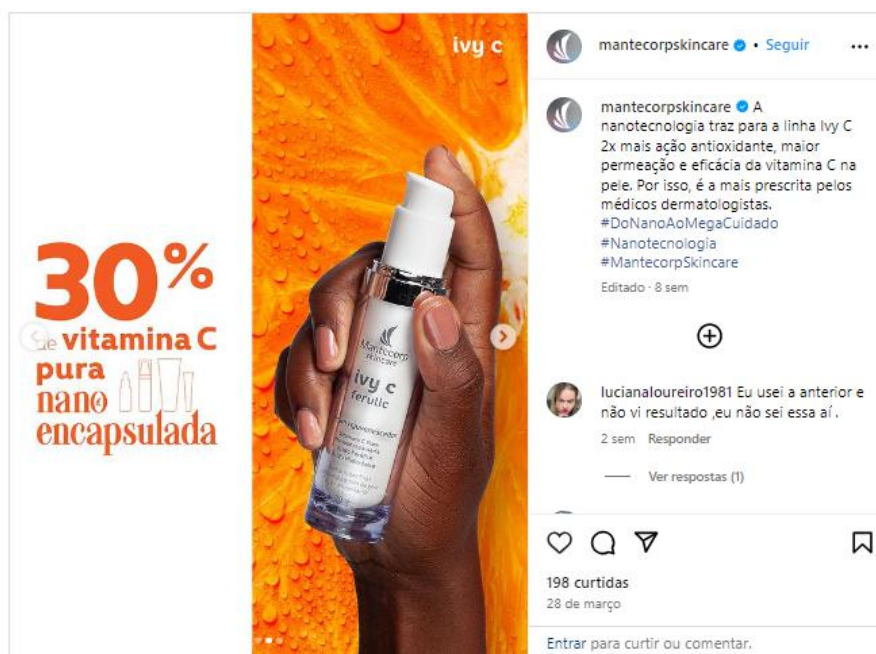 30%
de vitamina C
pura
nano
encapsulada
ivy c
Mantecorp
skincare
ivy c
ferulic
mantecorpskincare • Seguir
mantecorpskincare A
nanotecnologia traz para a linha Ivy C
2x mais ação antioxidante, maior
permeação e eficácia da vitamina C na
pele. Por isso, é a mais prescrita pelos
médicos dermatologistas.
#DoNanoAoMegaCuidado
#Nanotecnologia
#MantecorpSkincare
Editado · 8 sem
lucianaloureiro1981 Eu usei a anterior e
não vi resultado ,eu não sei essa aí .
2 sem Responder
Ver respostas (1)
198 curtidas
28 de março
Entrar para curtir ou comentar.